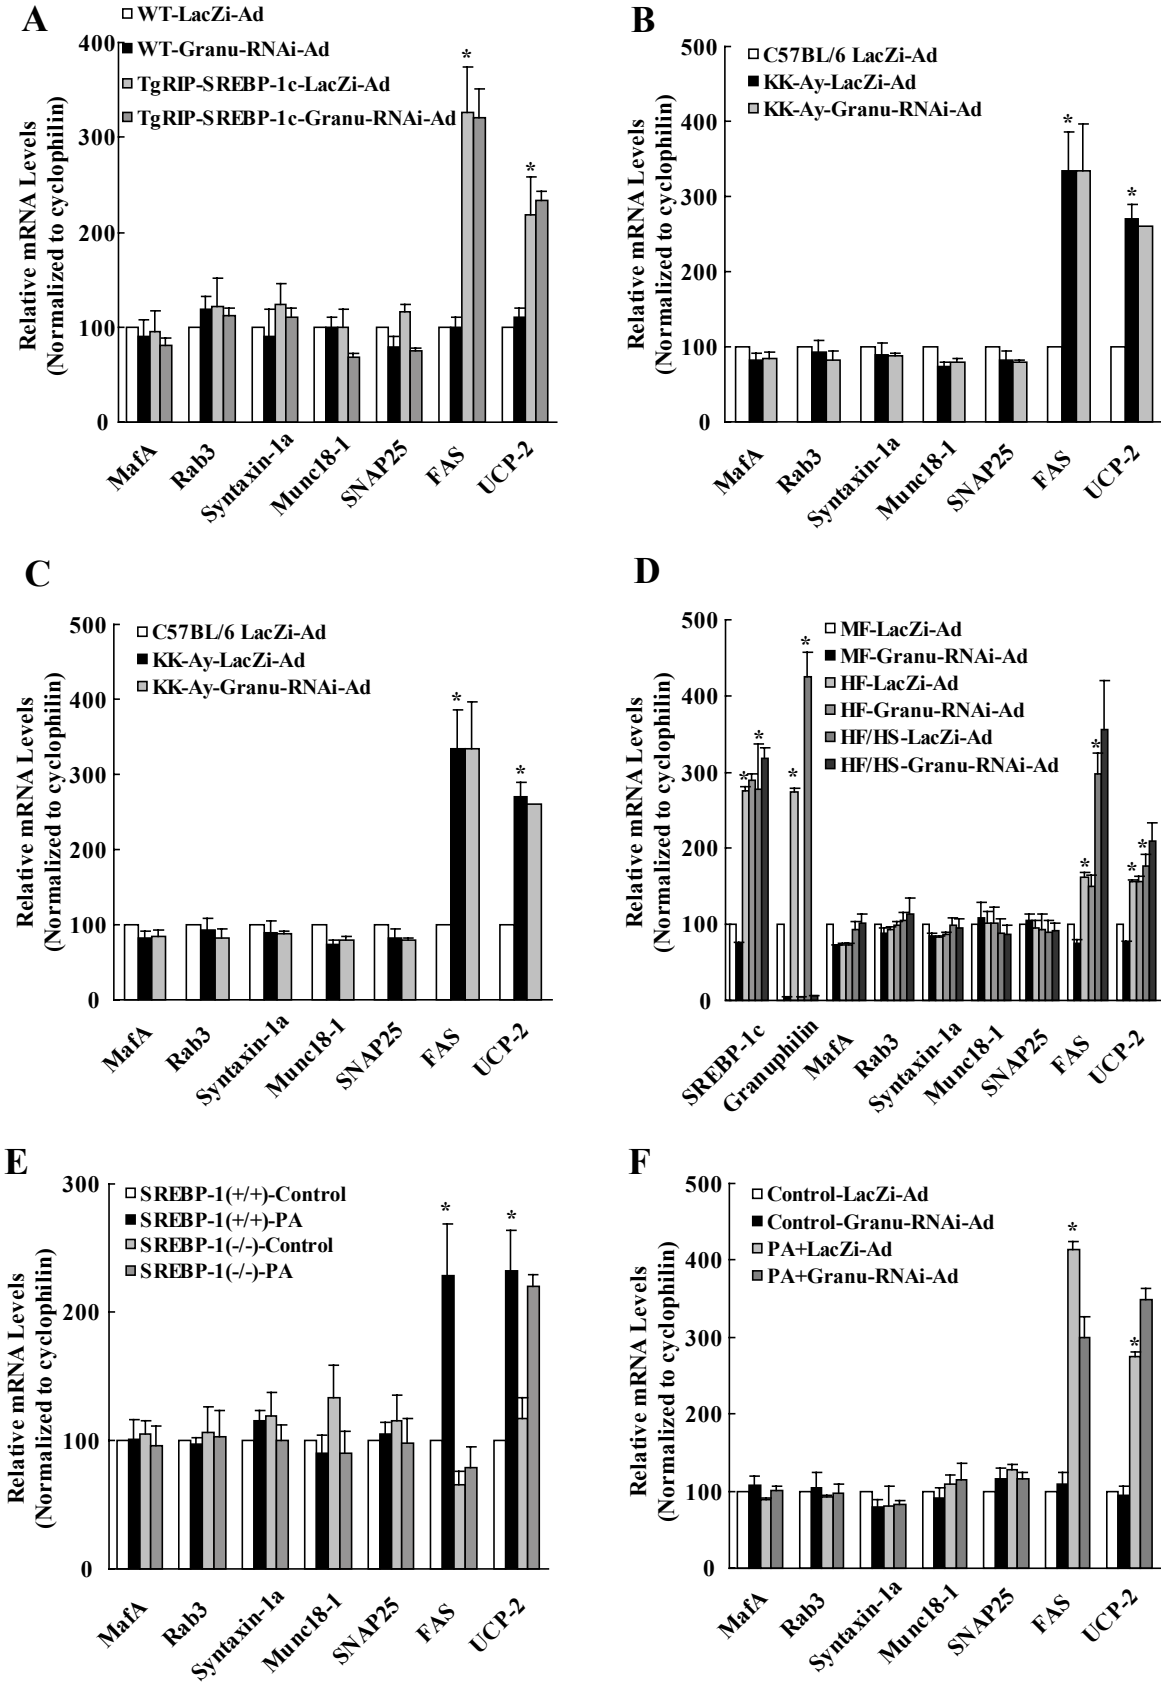 A
WT-LacZi-Ad
WT-Granu-RNAi-Ad
TgRIP-SREBP-1c-LacZi-Ad
TgRIP-SREBP-1c-Granu-RNAi-Ad
Relative mRNA Levels
(Normalized to cyclophilin)
400
300
200
100
0
* *
MafA Rab3 Syntaxin-1a Munc18-1 SNAP25 FAS UCP-2
B
C57BL/6 LacZi-Ad
KK-Ay-LacZi-Ad
KK-Ay-Granu-RNAi-Ad
Relative mRNA Levels
(Normalized to cyclophilin)
500
400
300
200
100
0
* *
MafA Rab3 Syntaxin-1a Munc18-1 SNAP25 FAS UCP-2
C
C57BL/6 LacZi-Ad
KK-Ay-LacZi-Ad
KK-Ay-Granu-RNAi-Ad
Relative mRNA Levels
(Normalized to cyclophilin)
500
400
300
200
100
0
* *
MafA Rab3 Syntaxin-1a Munc18-1 SNAP25 FAS UCP-2
D
MF-LacZi-Ad
MF-Granu-RNAi-Ad
HF-LacZi-Ad
HF-Granu-RNAi-Ad
HF/HS-LacZi-Ad
HF/HS-Granu-RNAi-Ad
Relative mRNA Levels
(Normalized to cyclophilin)
500
400
300
200
100
0
* * * * * * * *
SREBP-1c Granuphilin MafA Rab3 Syntaxin-1a Munc18-1 SNAP25 FAS UCP-2
E
SREBP-1(+/+)-Control
SREBP-1(+/+)-PA
SREBP-1(-/-)-Control
SREBP-1(-/-)-PA
Relative mRNA Levels
(Normalized to cyclophilin)
300
200
100
0
* *
MafA Rab3 Syntaxin-1a Munc18-1 SNAP25 FAS UCP-2
F
Control-LacZi-Ad
Control-Granu-RNAi-Ad
PA+LacZi-Ad
PA+Granu-RNAi-Ad
Relative mRNA Levels
(Normalized to cyclophilin)
500
400
300
200
100
0
* *
MafA Rab3 Syntaxin-1a Munc18-1 SNAP25 FAS UCP-2